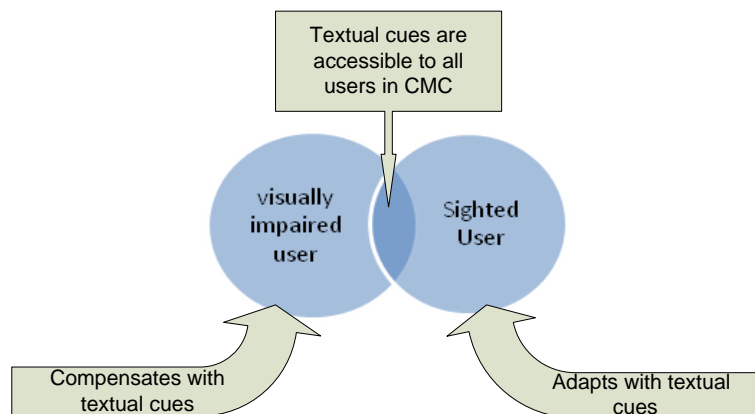 Textual cues are
accessible to all
users in CMC
visually
impaired
user
Sighted
User
Compensates with
textual cues
Adapts with textual
cues